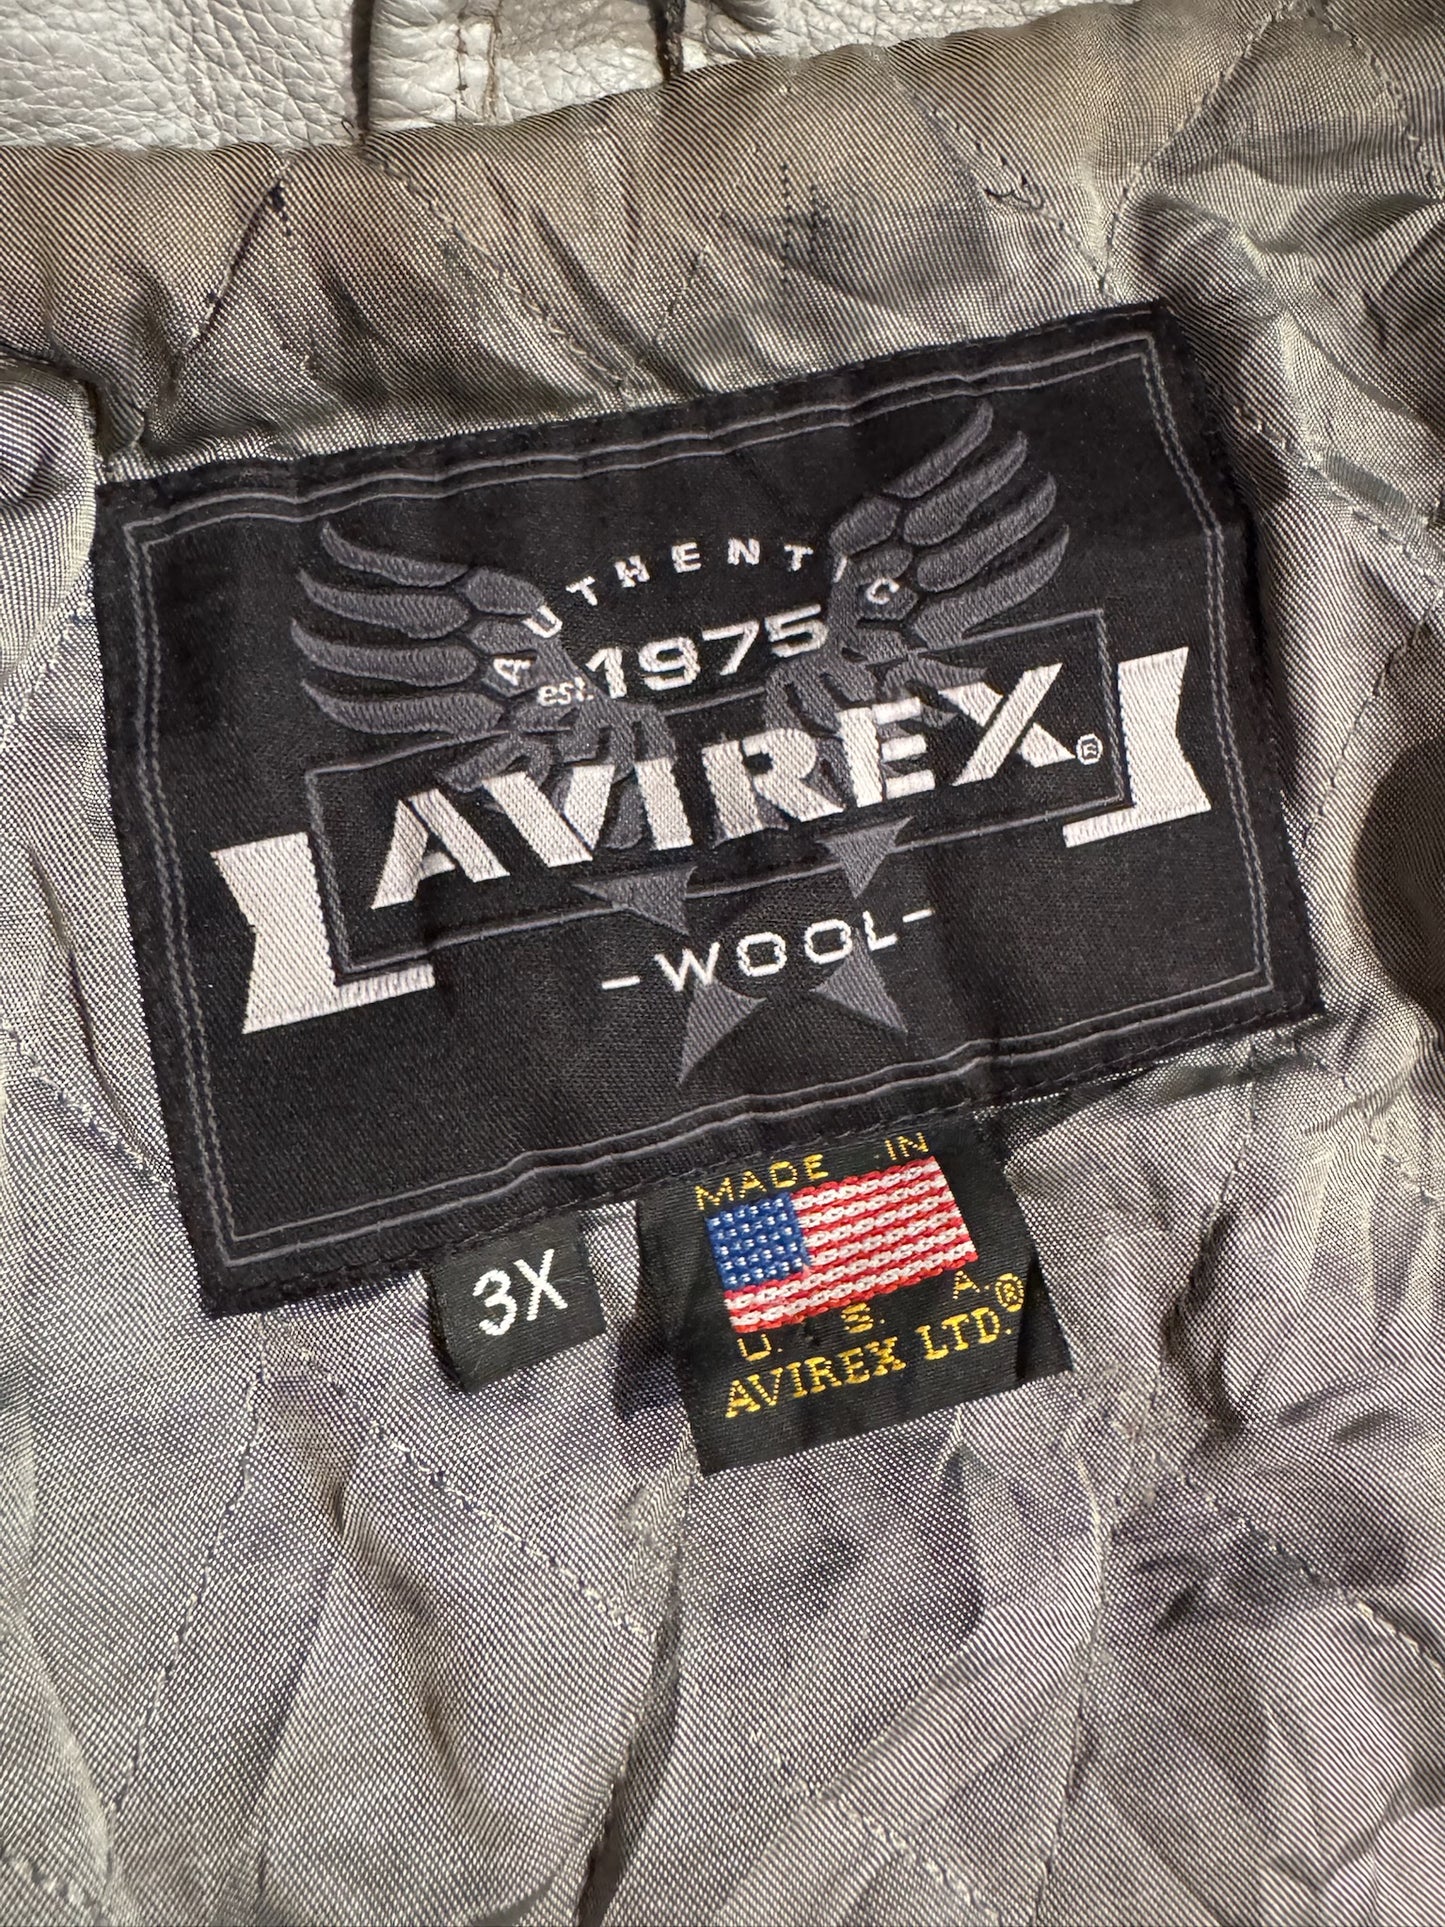 AUTHENTIC
est. 1975
AVIREX®
-WOOL-
3X
MADE IN
U. S. A.
AVIREX LTD.®